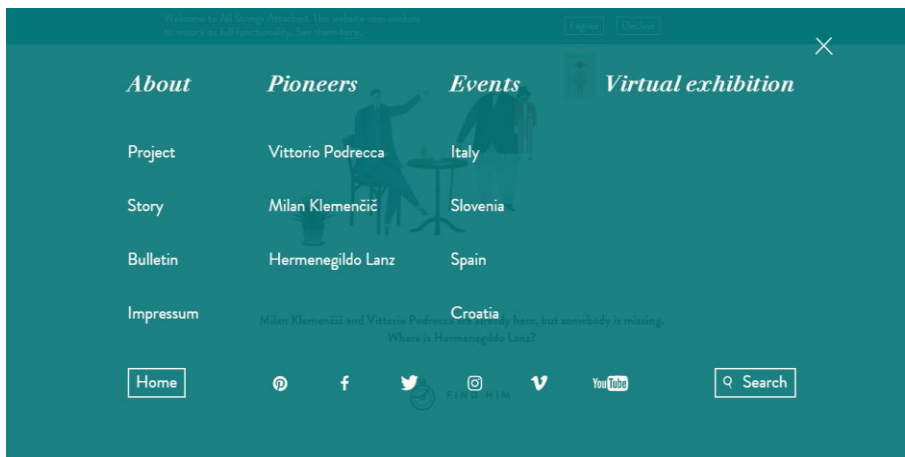 Welcome to All Strings Attached. This website uses cookies
to ensure its full functionality. See them here.
I agree
Decline
About
Pioneers
Events
Virtual exhibition
Project
Vittorio Podrecca
Italy
Story
Milan Klemenčič
Slovenia
Bulletin
Hermenegildo Lanz
Spain
Impressum
Croatia
Milan Klemenčič and Vittorio Podrecca are already here, but somebody is missing.
Where is Hermenegildo Lanz?
Home
You Tube
Search
FIND HIM